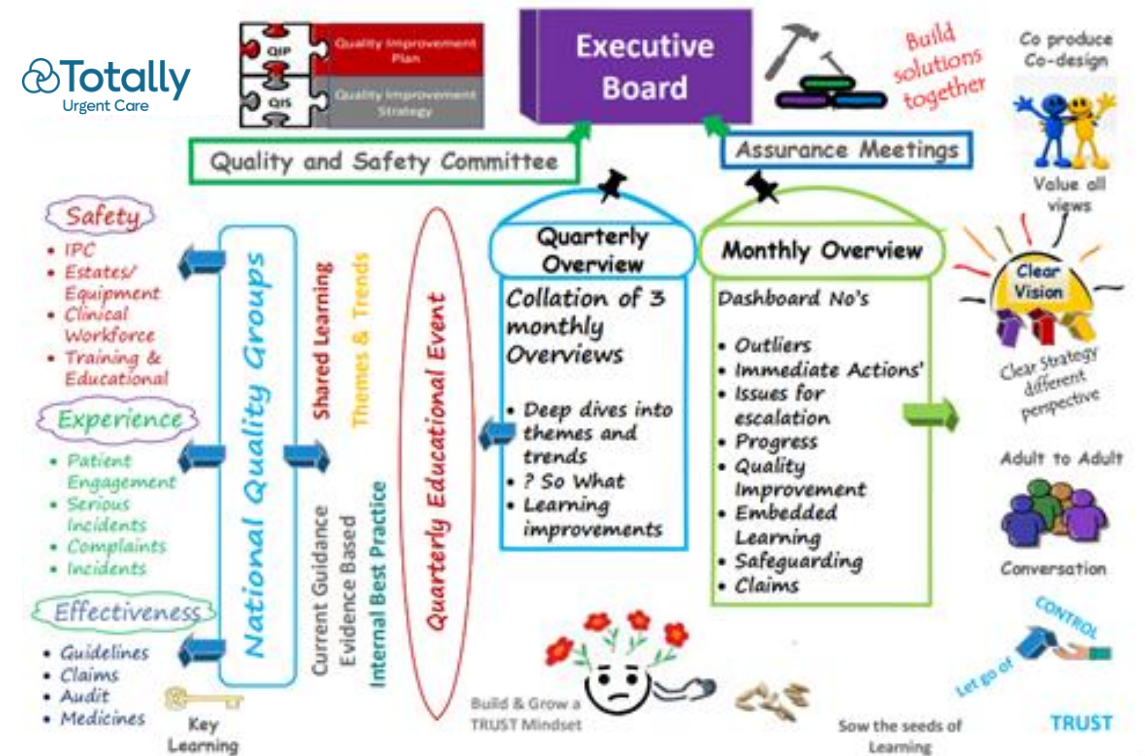 Totally
Urgent Care
QIP
Quality Improvement
Plan
QIS
Quality Improvement
Strategy
Executive
Board
Build
solutions
together
Co produce
Co-design
Value all
views
Quality and Safety Committee
Assurance Meetings
Safety
• IPC
• Estates/
Equipment
• Clinical
Workforce
• Training &
Educational
Experience
• Patient
Engagement
• Serious
Incidents
• Complaints
• Incidents
Effectiveness
• Guidelines
• Claims
• Audit
• Medicines
Key
Learning
National Quality Groups
Shared Learning
Themes & Trends
Current Guidance
Evidence Based
Internal Best Practice
Quarterly Educational Event
Quarterly
Overview
Collation of 3
monthly
Overviews
• Deep dives into
themes and
trends
• ? So What
• Learning
improvements
Monthly Overview
Dashboard No's
• Outliers
• Immediate Actions'
• Issues for
escalation
• Progress
• Quality
Improvement
• Embedded
Learning
• Safeguarding
• Claims
Clear
Vision
Clear Strategy
different
perspective
Adult to Adult
Conversation
Build & Grow a
TRUST Mindset
Sow the seeds of
Learning
CONTROL
Let go of
TRUST